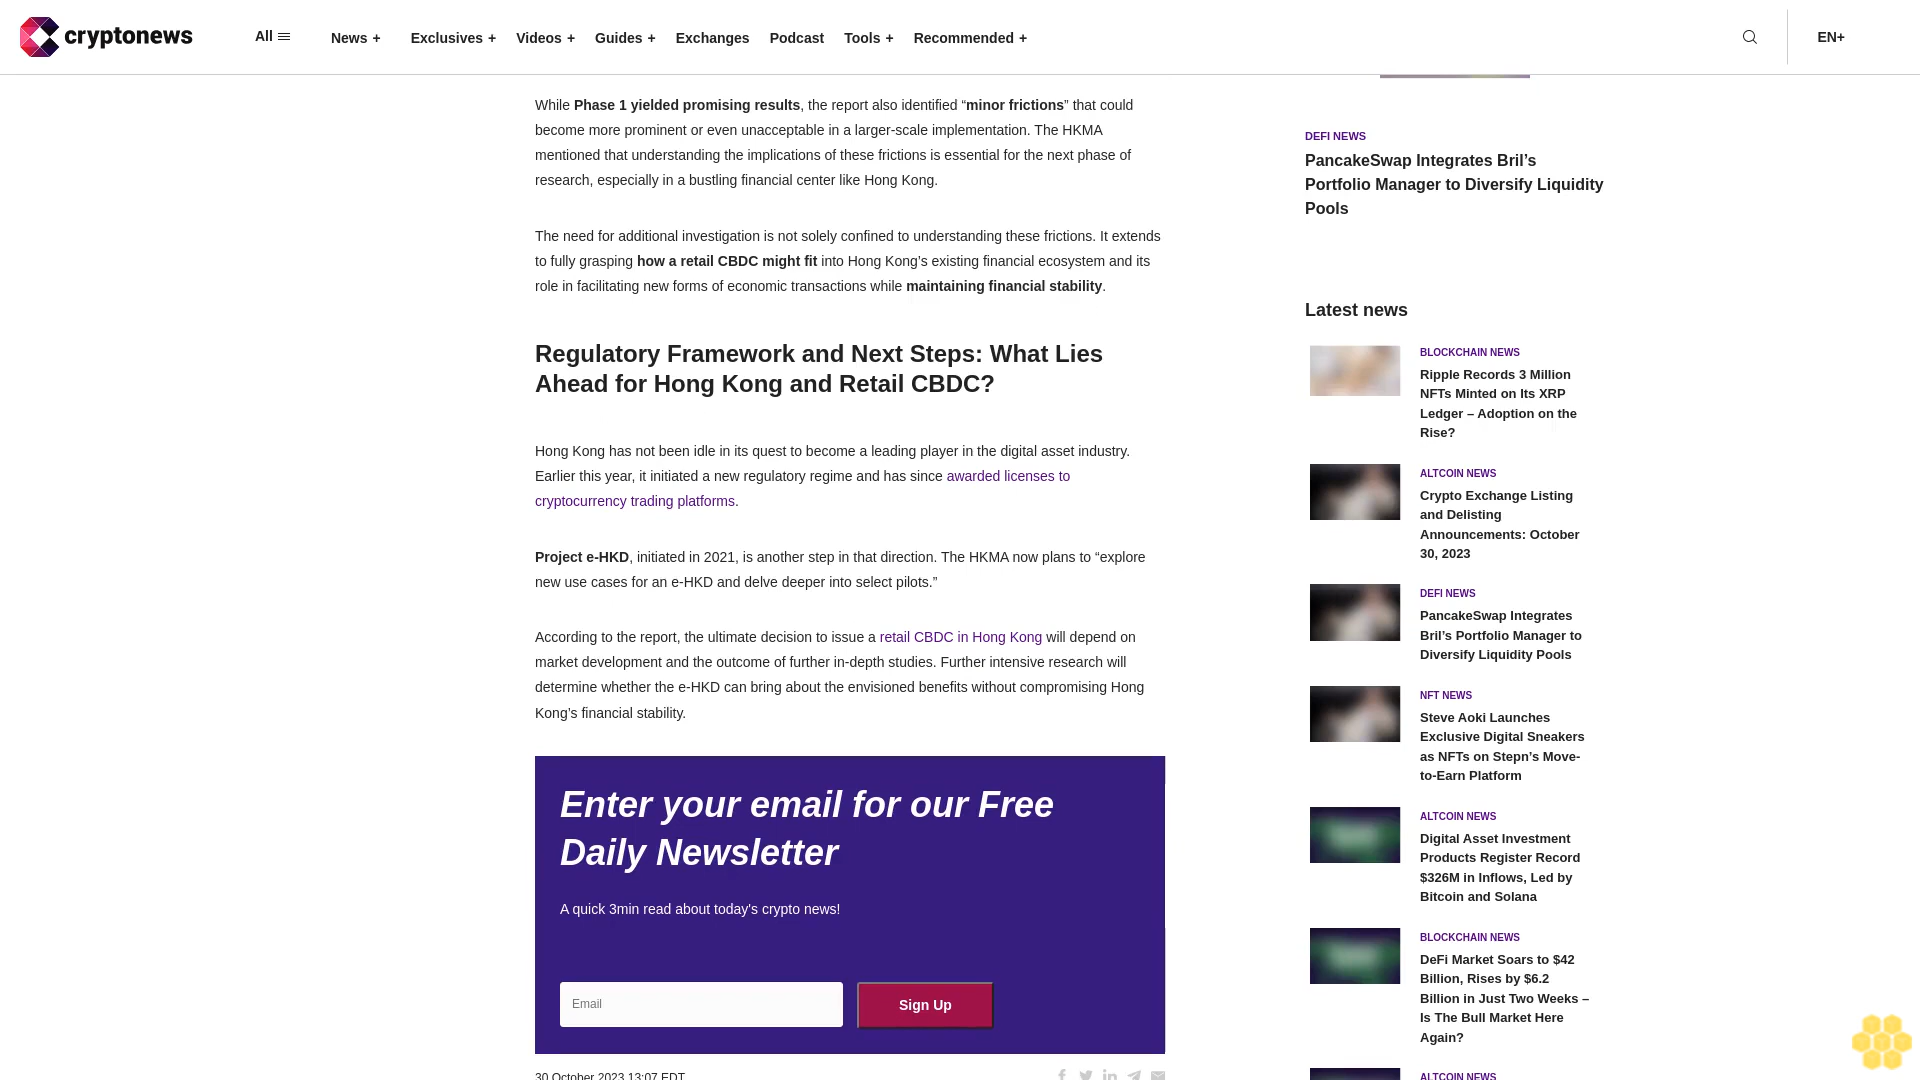 cryptonews
All
News +
Exclusives +
Videos +
Guides +
Exchanges
Podcast
Tools +
Recommended +
EN+
While Phase 1 yielded promising results, the report also identified “minor frictions” that could
become more prominent or even unacceptable in a larger-scale implementation. The HKMA
mentioned that understanding the implications of these frictions is essential for the next phase of
research, especially in a bustling financial center like Hong Kong.
The need for additional investigation is not solely confined to understanding these frictions. It extends
to fully grasping how a retail CBDC might fit into Hong Kong’s existing financial ecosystem and its
role in facilitating new forms of economic transactions while maintaining financial stability.
Regulatory Framework and Next Steps: What Lies
Ahead for Hong Kong and Retail CBDC?
Hong Kong has not been idle in its quest to become a leading player in the digital asset industry.
Earlier this year, it initiated a new regulatory regime and has since awarded licenses to
cryptocurrency trading platforms.
Project e-HKD, initiated in 2021, is another step in that direction. The HKMA now plans to “explore
new use cases for an e-HKD and delve deeper into select pilots.”
According to the report, the ultimate decision to issue a retail CBDC in Hong Kong will depend on
market development and the outcome of further in-depth studies. Further intensive research will
determine whether the e-HKD can bring about the envisioned benefits without compromising Hong
Kong’s financial stability.
Enter your email for our Free
Daily Newsletter
A quick 3min read about today's crypto news!
Email
Sign Up
30 October 2023 13:07 EDT
DEFI NEWS
PancakeSwap Integrates Bril’s
Portfolio Manager to Diversify Liquidity
Pools
Latest news
BLOCKCHAIN NEWS
Ripple Records 3 Million
NFTs Minted on Its XRP
Ledger – Adoption on the
Rise?
ALTCOIN NEWS
Crypto Exchange Listing
and Delisting
Announcements: October
30, 2023
DEFI NEWS
PancakeSwap Integrates
Bril’s Portfolio Manager to
Diversify Liquidity Pools
NFT NEWS
Steve Aoki Launches
Exclusive Digital Sneakers
as NFTs on Stepn’s Move-
to-Earn Platform
ALTCOIN NEWS
Digital Asset Investment
Products Register Record
$326M in Inflows, Led by
Bitcoin and Solana
BLOCKCHAIN NEWS
DeFi Market Soars to $42
Billion, Rises by $6.2
Billion in Just Two Weeks –
Is The Bull Market Here
Again?
ALTCOIN NEWS